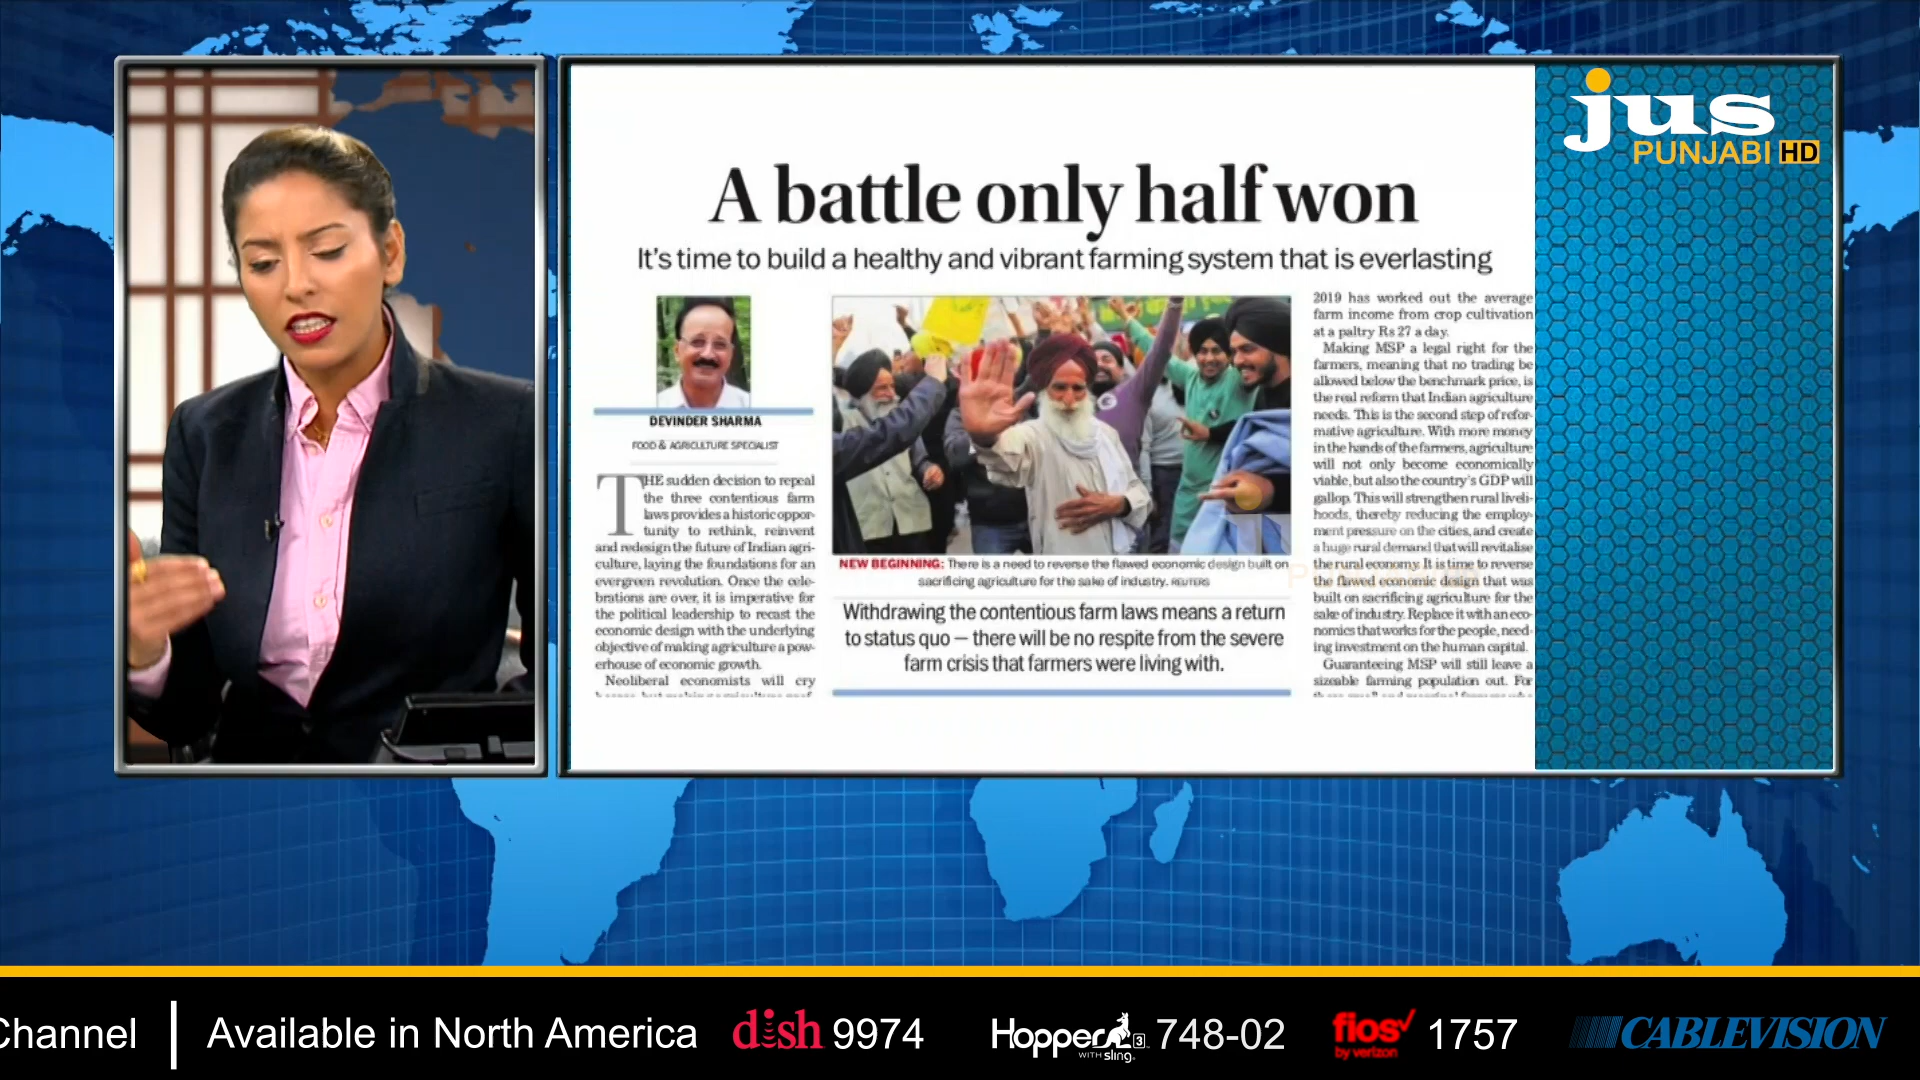 jus
PUNJABI HD
A battle only half won
It's time to build a healthy and vibrant farming system that is everlasting
DEVINDER SHARMA
FOOD & AGRICULTURE SPECIALIST
THE sudden decision to repeal
the three contentious farm
laws provides a historic oppor-
tunity to rethink, reinvent
and redesign the future of Indian agri-
culture, laying the foundations for an
evergreen revolution. Once the cele-
brations are over, it is imperative for
the political leadership to recast the
economic design with the underlying
objective of making agriculture a pow-
erhouse of economic growth.
Neoliberal economists will cry
NEW BEGINNING: There is a need to reverse the flawed economic design built on
sacrificing agriculture for the sake of industry. REUTERS
Withdrawing the contentious farm laws means a return
to status quo — there will be no respite from the severe
farm crisis that farmers were living with.
2019 has worked out the average
farm income from crop cultivation
at a paltry Rs 27 a day.
Making MSP a legal right for the
farmers, meaning that no trading be
allowed below the benchmark price, is
the real reform that Indian agriculture
needs. This is the second step of refor-
mative agriculture. With more money
in the hands of the farmers, agriculture
will not only become economically
viable, but also the country's GDP will
gallop. This will strengthen rural liveli-
hoods, thereby reducing the employ-
ment pressure on the cities, and create
a huge rural demand that will revitalise
the rural economy. It is time to reverse
the flawed economic design that was
built on sacrificing agriculture for the
sake of industry. Replace it with an eco-
nomics that works for the people, need-
ing investment on the human capital.
Guaranteeing MSP will still leave a
sizeable farming population out. For
Channel | Available in North America dish 9974 Hopper 3 WITH sling 748-02 fios by verizon 1757 CABLEVISION